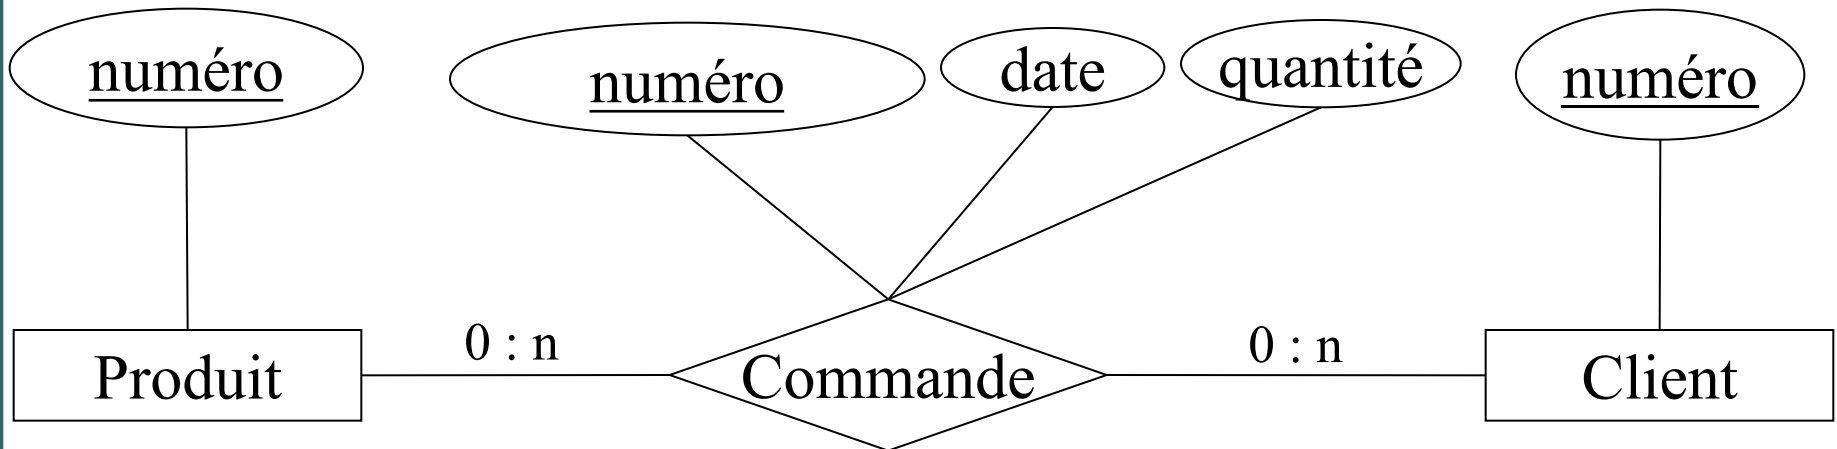 numéro
numéro
date
quantité
numéro
Produit
0 : n
Commande
0 : n
Client